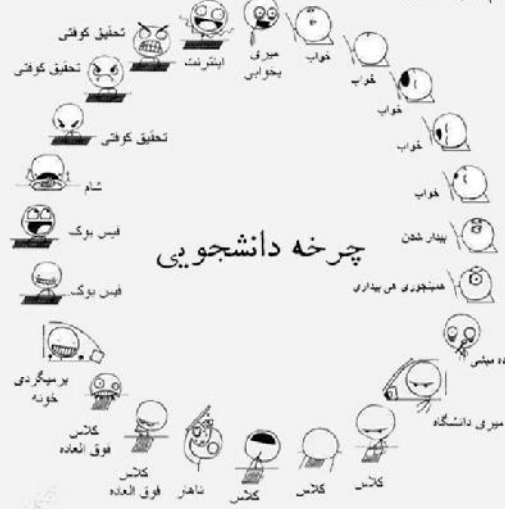 چرخه دانشجویی
میری
بخوابی
خواب
خواب
خواب
خواب
خواب
بیدار شدن
همینجوری هی بیداری
میری دانشگاه
کلاس
کلاس
کلاس
ناهار
کلاس
فوق العاده
کلاس
فوق العاده
برمیگردی
خونه
فیس بوک
فیس بوک
شام
تحقیق کوفتی
تحقیق کوفتی
تحقیق کوفتی
اینترنت